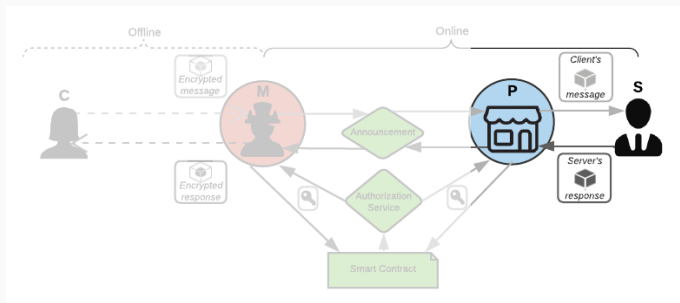 Offline
Online
Encrypted
message
Client's
message
C
M
P
S
Announcement
Encrypted
response
Server's
response
Authorization
Service
Smart Contract